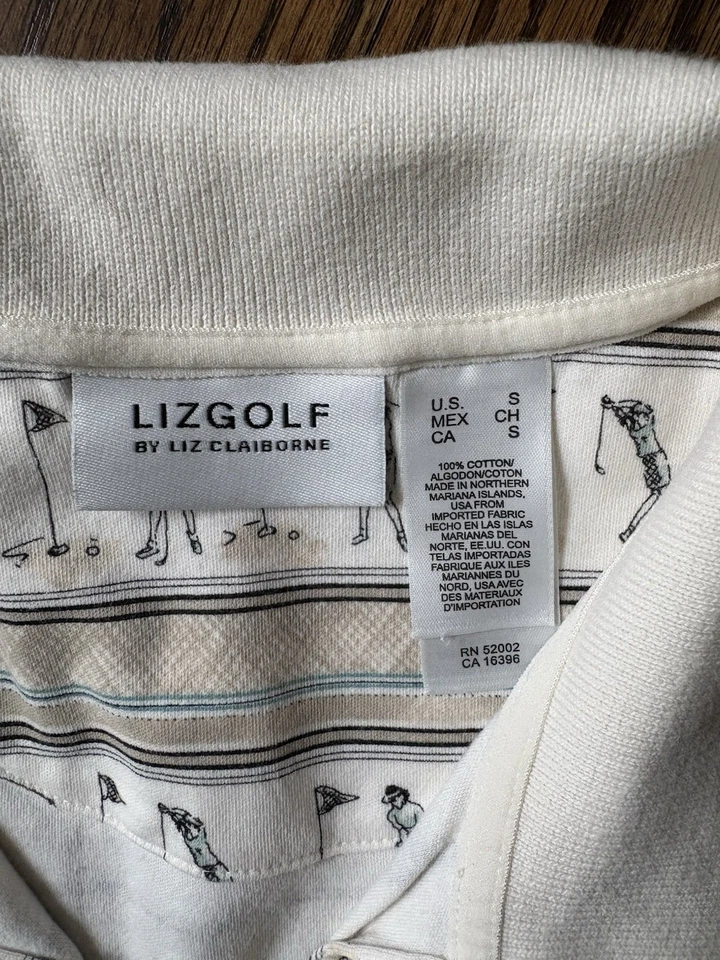 LIZGOLF
BY LIZ CLAIBORNE
U.S. S
MEX CH
CA S
100% COTTON/
ALGODON/COTON
MADE IN NORTHERN
MARIANA ISLANDS,
USA FROM
IMPORTED FABRIC
HECHO EN LAS ISLAS
MARIANAS DEL
NORTE, EE.UU. CON
TELAS IMPORTADAS
FABRIQUE AUX ILES
MARIANNES DU
NORD, USA AVEC
DES MATERIAUX
D'IMPORTATION
RN 52002
CA 16396